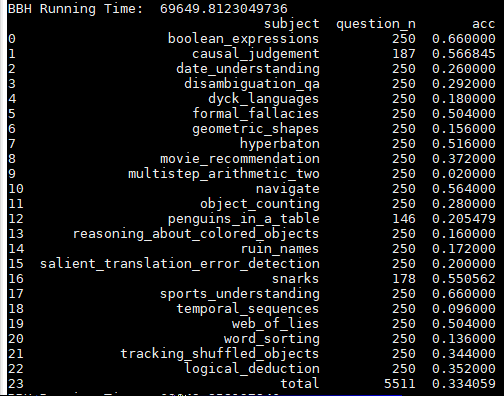 BBH Running Time:  69649.8123049736
subject  question_n       acc
0                   boolean_expressions         250  0.660000
1                      causal_judgement         187  0.566845
2                    date_understanding         250  0.260000
3                     disambiguation_qa         250  0.292000
4                        dyck_languages         250  0.180000
5                      formal_fallacies         250  0.504000
6                      geometric_shapes         250  0.156000
7                            hyperbaton         250  0.516000
8                  movie_recommendation         250  0.372000
9               multistep_arithmetic_two         250  0.020000
10                             navigate         250  0.564000
11                      object_counting         250  0.280000
12                  penguins_in_a_table         146  0.205479
13      reasoning_about_colored_objects         250  0.160000
14                           ruin_names         250  0.172000
15  salient_translation_error_detection         250  0.200000
16                               snarks         178  0.550562
17                 sports_understanding         250  0.660000
18                   temporal_sequences         250  0.096000
19                          web_of_lies         250  0.504000
20                         word_sorting         250  0.136000
21            tracking_shuffled_objects         250  0.344000
22                    logical_deduction         250  0.352000
23                                total        5511  0.334059